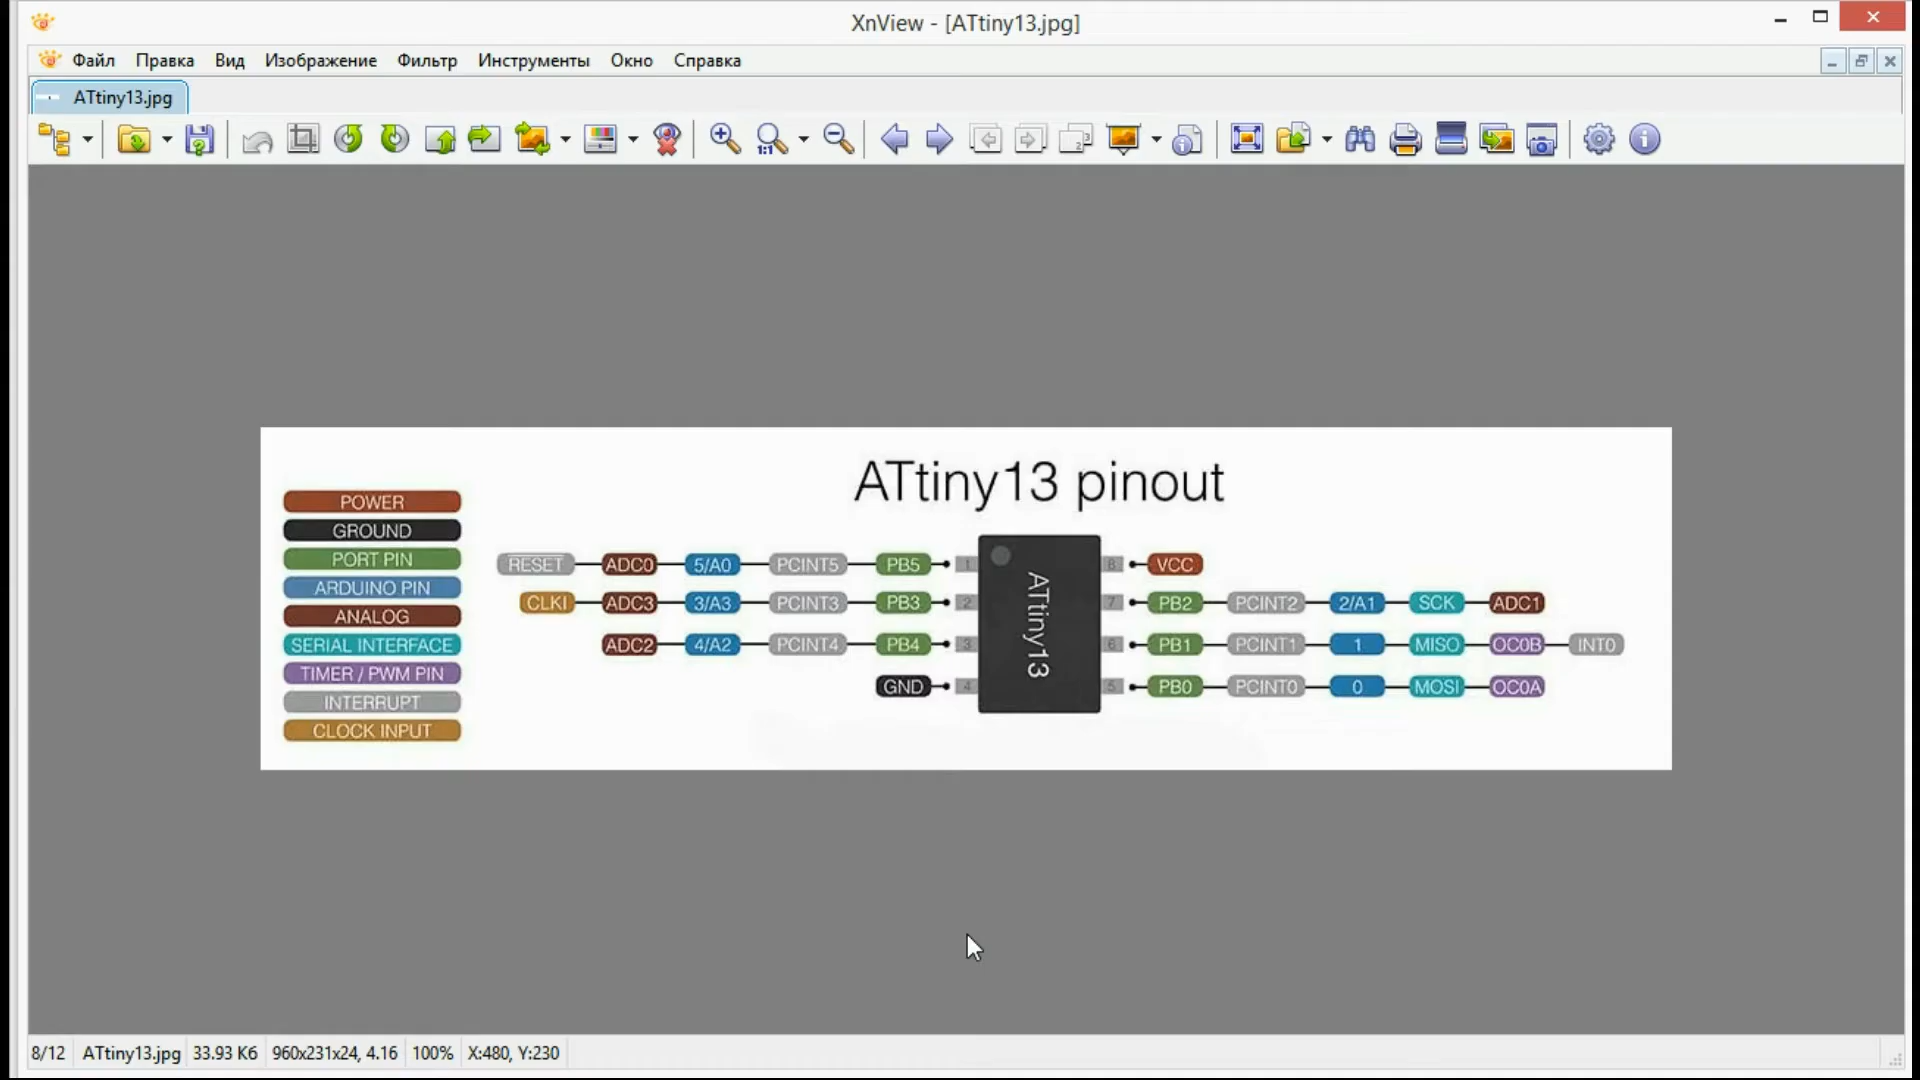 XnView - [ATtiny13.jpg]
Файл Правка Вид Изображение Фильтр Инструменты Окно Справка
ATtiny13.jpg
ATtiny13 pinout
POWER
GROUND
PORT PIN
ARDUINO PIN
ANALOG
SERIAL INTERFACE
TIMER / PWM PIN
INTERRUPT
CLOCK INPUT
RESET ADC0 5/A0 PCINT5 PB5 1 8 VCC
CLKI ADC3 3/A3 PCINT3 PB3 2 7 PB2 PCINT2 2/A1 SCK ADC1
ADC2 4/A2 PCINT4 PB4 3 6 PB1 PCINT1 1 MISO OC0B INT0
GND 4 5 PB0 PCINT0 0 MOSI OC0A
ATtiny13
8/12 ATtiny13.jpg 33.93 Кб 960x231x24, 4.16 100% X:480, Y:230